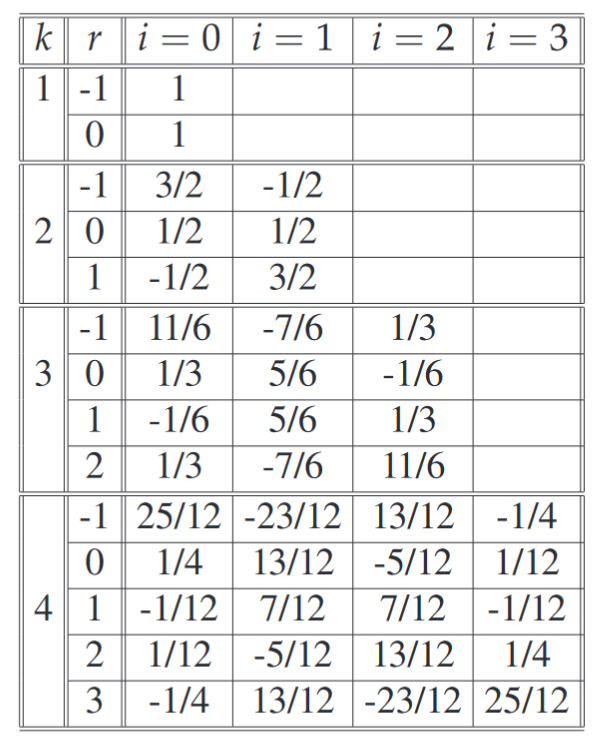 k r i = 0 i = 1 i = 2 i = 3
1 -1 1
0 1
-1 3/2 -1/2
2 0 1/2 1/2
1 -1/2 3/2
-1 11/6 -7/6 1/3
3 0 1/3 5/6 -1/6
1 -1/6 5/6 1/3
2 1/3 -7/6 11/6
-1 25/12 -23/12 13/12 -1/4
0 1/4 13/12 -5/12 1/12
4 1 -1/12 7/12 7/12 -1/12
2 1/12 -5/12 13/12 1/4
3 -1/4 13/12 -23/12 25/12